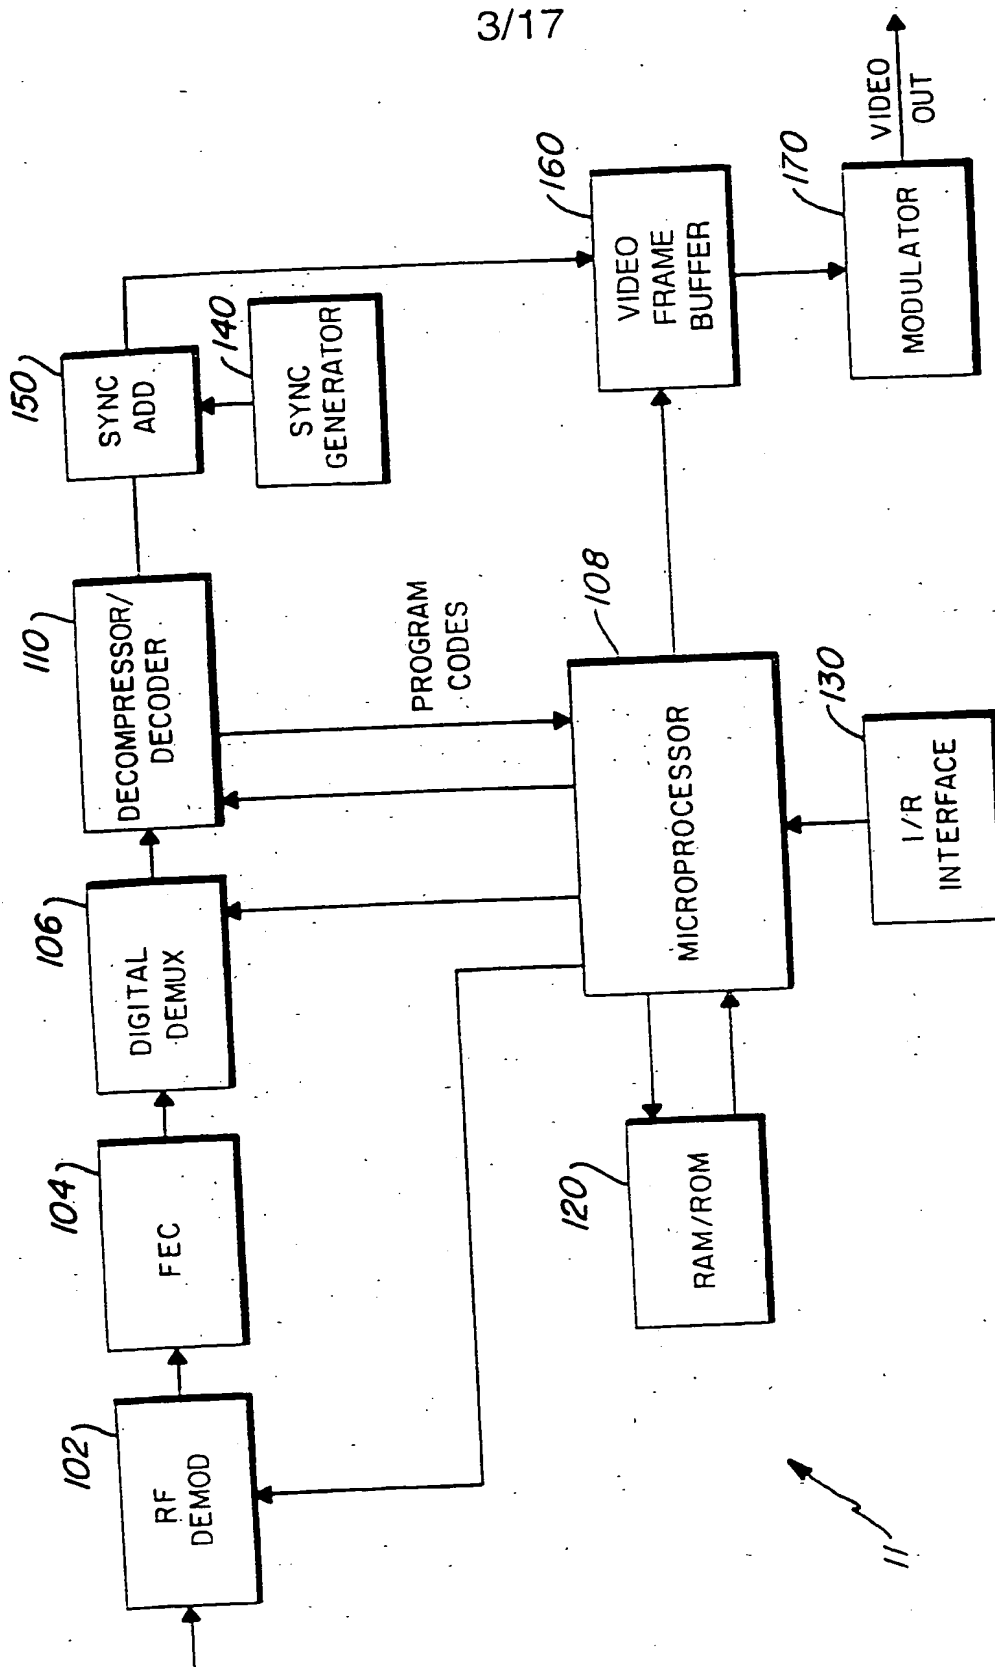 3/17
102
RF
DEMOD
104
FEC
106
DIGITAL
DEMUX
110
DECOMPRESSOR/
DECODER
150
SYNC
ADD
140
SYNC
GENERATOR
PROGRAM
CODES
108
MICROPROCESSOR
120
RAM/ROM
130
I/R
INTERFACE
160
VIDEO
FRAME
BUFFER
170
MODULATOR
VIDEO
OUT
11